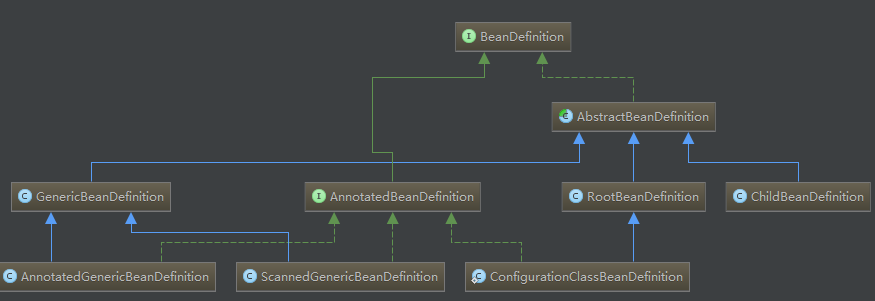 I BeanDefinition
C AbstractBeanDefinition
C GenericBeanDefinition
I AnnotatedBeanDefinition
C RootBeanDefinition
C ChildBeanDefinition
C AnnotatedGenericBeanDefinition
C ScannedGenericBeanDefinition
C ConfigurationClassBeanDefinition